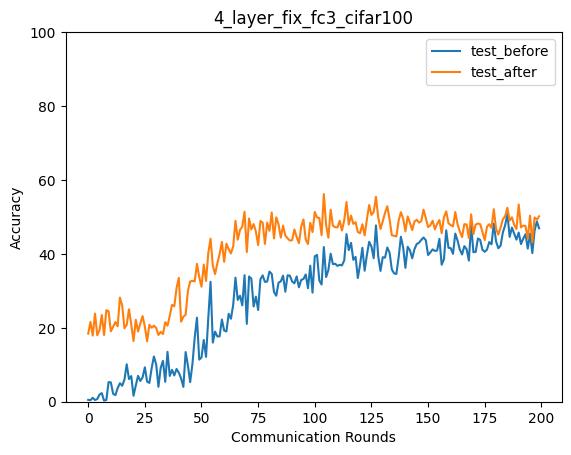 4_layer_fix_fc3_cifar100
test_before
test_after
Accuracy
100
80
60
40
20
0
0 25 50 75 100 125 150 175 200
Communication Rounds